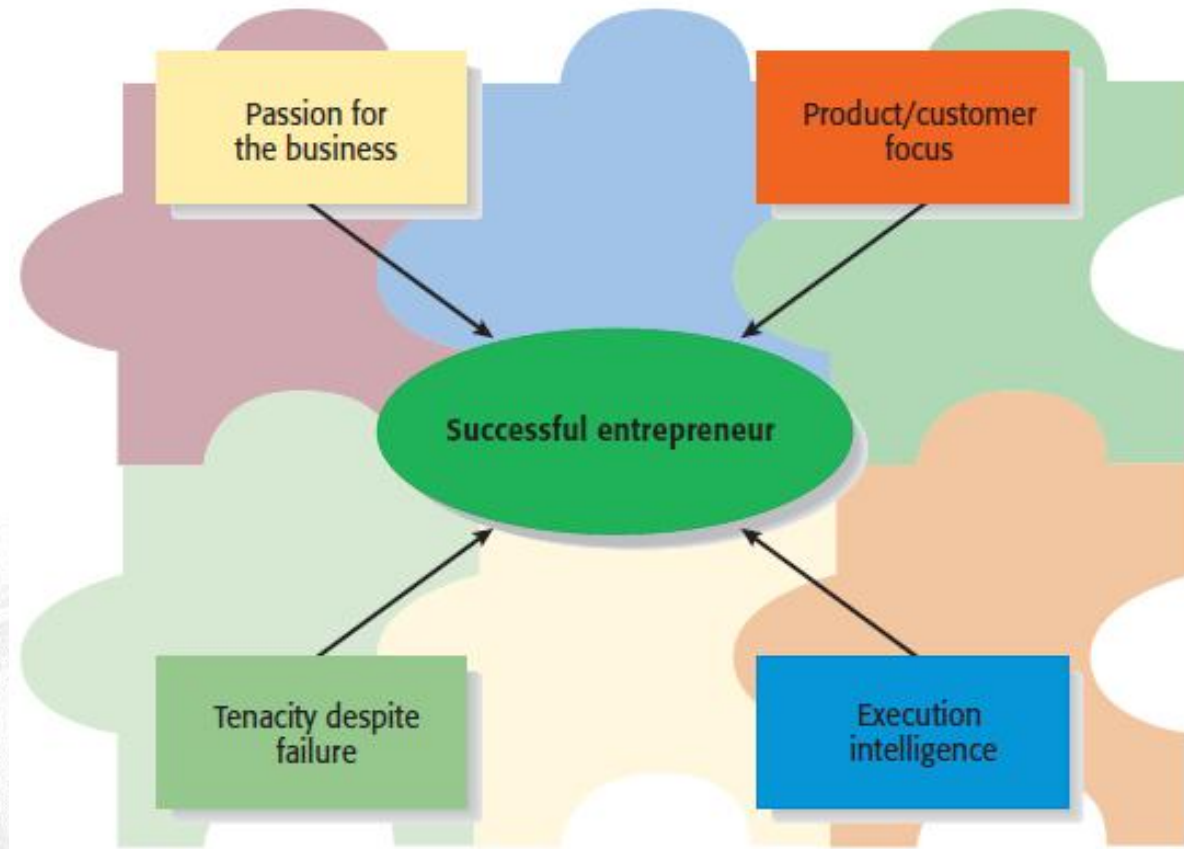 Passion for
the business
Product/customer
focus
Successful entrepreneur
Tenacity despite
failure
Execution
intelligence